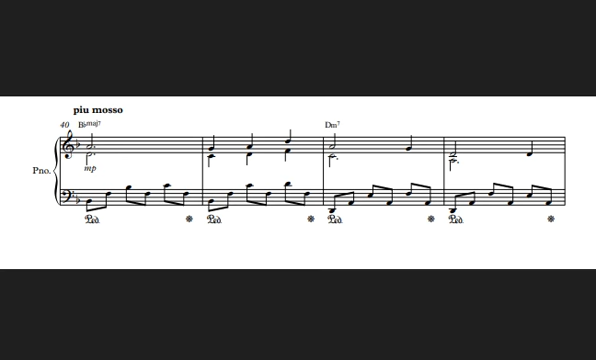 piu mosso
40 B♭maj7 Dm7
Pno.
mp
Ped. Ped. Ped. Ped.